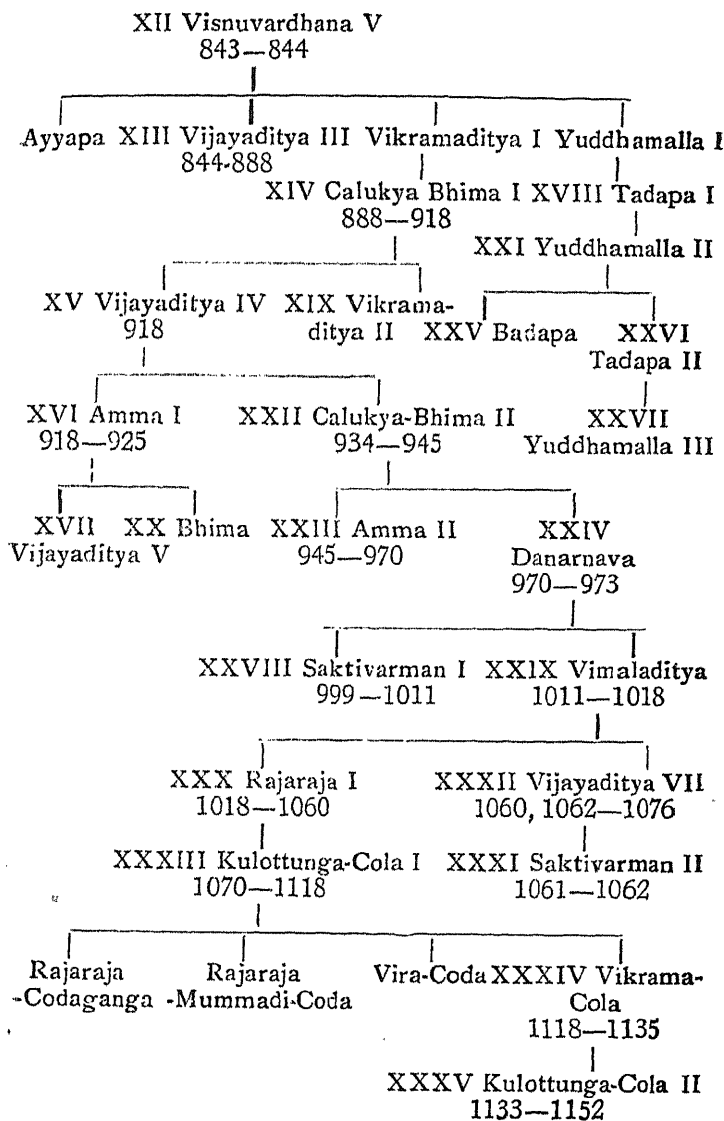 XII Visnuvardhana V
843—844
Ayyapa XIII Vijayaditya III Vikramaditya I Yuddhamalla I
844-888
XIV Calukya Bhima I XVIII Tadapa I
888—918
XXI Yuddhamalla II
XV Vijayaditya IV XIX Vikrama- XXV Badapa XXVI
918 ditya II Tadapa II
XVI Amma I XXII Calukya-Bhima II XXVII
918—925 934—945 Yuddhamalla III
XVII XX Bhima XXIII Amma II XXIV
Vijayaditya V 945—970 Danarnava
970—973
XXVIII Saktivarman I XXIX Vimaladitya
999—1011 1011—1018
XXX Rajaraja I XXXII Vijayaditya VII
1018—1060 1060, 1062—1076
XXXIII Kulottunga-Cola I XXXI Saktivarman II
1070—1118 1061—1062
Rajaraja Rajaraja Vira-Coda XXXIV Vikrama-
-Codaganga -Mummadi-Coda Cola
1118—1135
XXXV Kulottunga-Cola II
1133—1152